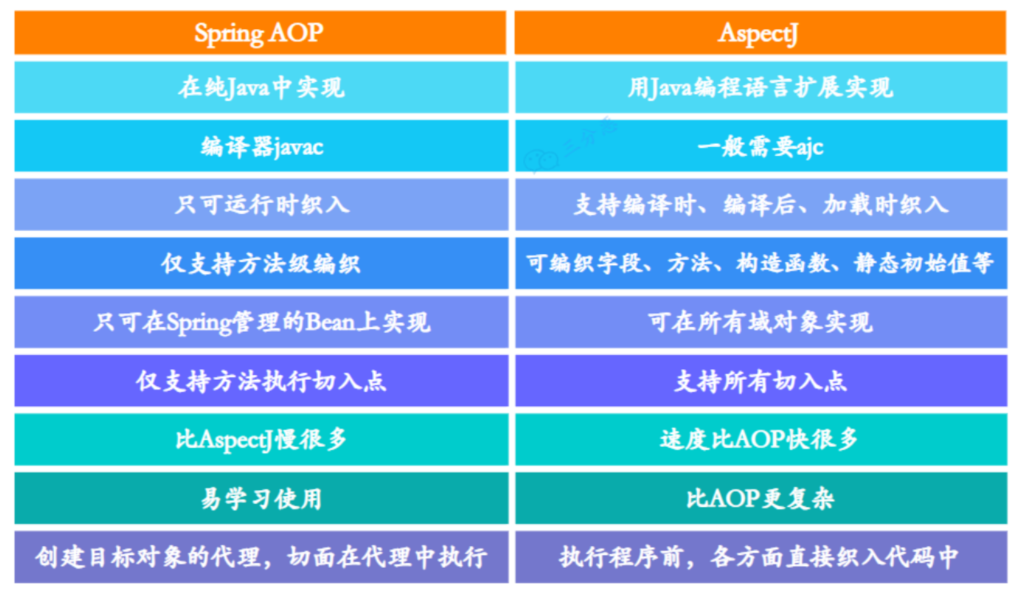 Spring AOP
AspectJ
在纯Java中实现
用Java编程语言扩展实现
编译器javac
一般需要ajc
三分恶
只可运行时织入
支持编译时、编译后、加载时织入
仅支持方法级编织
可编织字段、方法、构造函数、静态初始值等
只可在Spring管理的Bean上实现
可在所有域对象实现
仅支持方法执行切入点
支持所有切入点
比AspectJ慢很多
速度比AOP快很多
易学习使用
比AOP更复杂
创建目标对象的代理，切面在代理中执行
执行程序前，各方面直接织入代码中